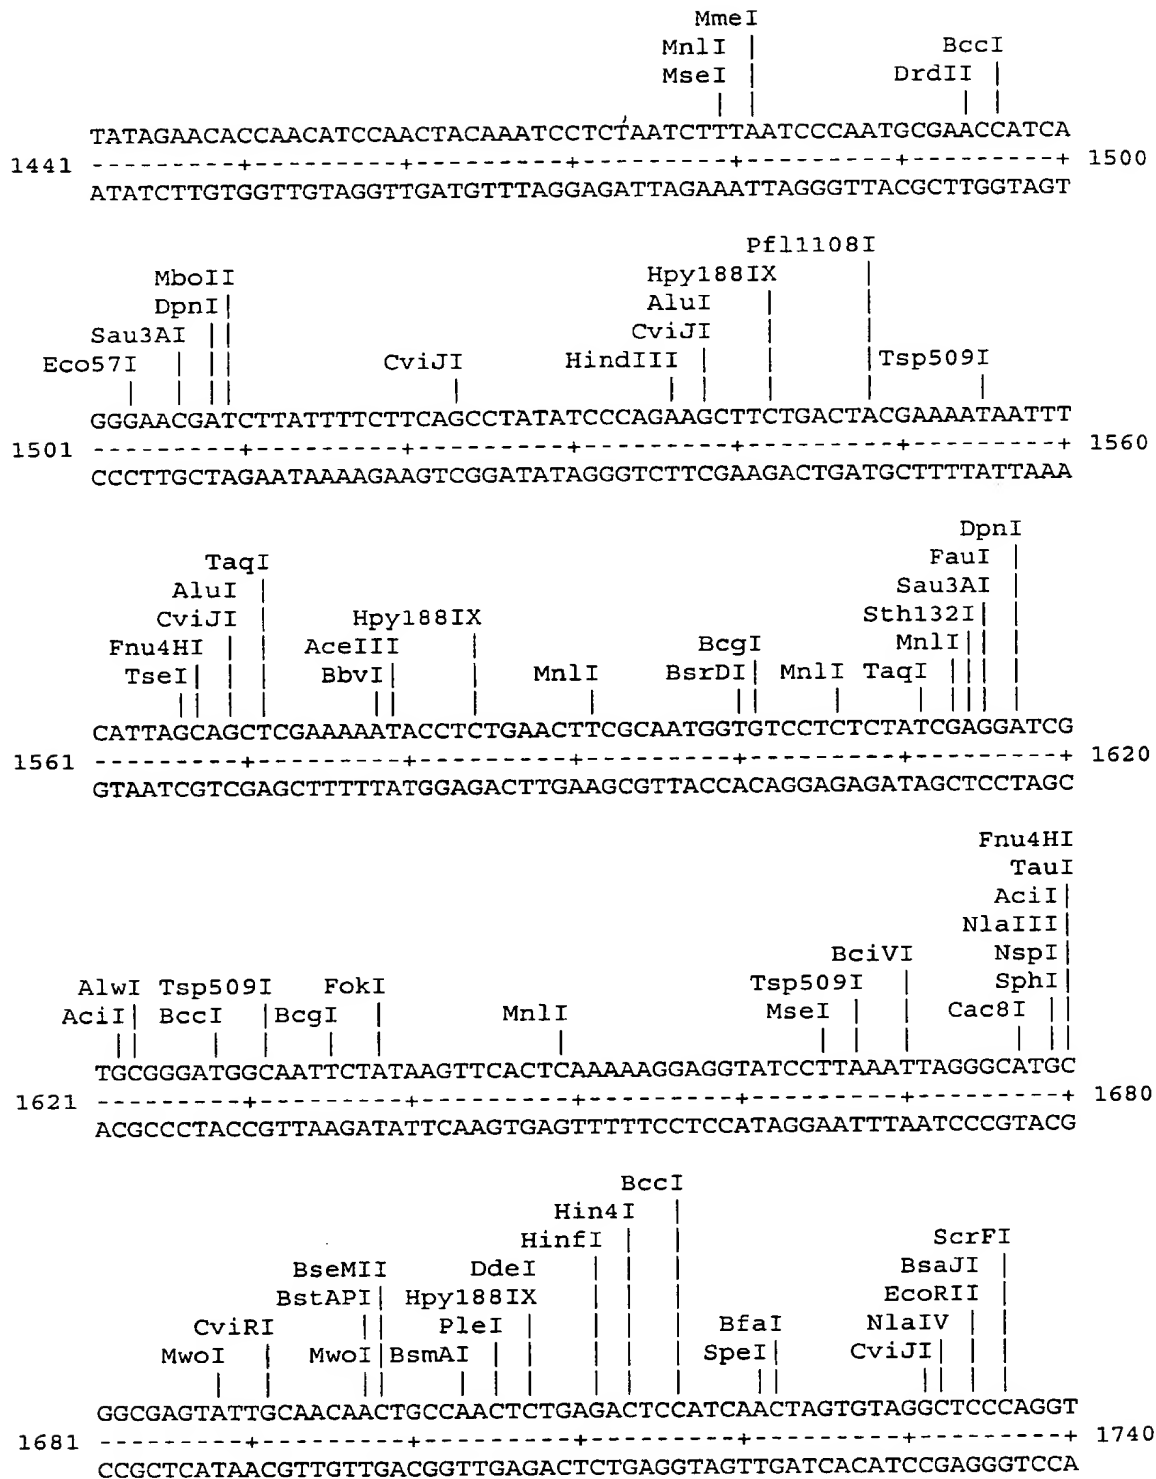 MmeI
MnlI | BccI
MseI | DrdII |
| | | |
TATAGAACACCAACATCCAACTACAAATCCTCTAATCTTTAATCCCAATGCGAACCATCA
1441 ---------+---------+---------+---------+---------+---------+ 1500
ATATCTTGTGGTTGTAGGTTGATGTTTAGGAGATTAGAAATTAGGGTTACGCTTGGTAGT
Pfl1108I
MboII Hpy188IX |
DpnI| AluI | |
Sau3AI || CviJI | |
Eco57I | || CviJI HindIII | | |Tsp509I
| | || | | | | | |
GGGAACGATCTTATTTTCTTCAGCCTATATCCCAGAAGCTTCTGACTACGAAAATAATTT
1501 ---------+---------+---------+---------+---------+---------+ 1560
CCCTTGCTAGAATAAAAGAAGTCGGATATAGGGTCTTCGAAGACTGATGCTTTTATTAAA
DpnI
TaqI FauI |
AluI | Sau3AI |
CviJI | Hpy188IX Sth132I| |
Fnu4HI | | AceIII | BcgI MnlI|| |
TseI| | | BbvI| | MnlI BsrDI| MnlI TaqI ||| |
|| | | || | | || | | ||| |
CATTAGCAGCTCGAAAAATACCTCTGAACTTCGCAATGGTGTCCTCTCTATCGAGGATCG
1561 ---------+---------+---------+---------+---------+---------+ 1620
GTAATCGTCGAGCTTTTTATGGAGACTTGAAGCGTTACCACAGGAGAGATAGCTCCTAGC
Fnu4HI
TauI
AciI|
NlaIII|
BciVI NspI|
AlwI Tsp509I FokI Tsp509I | SphI|
AciI| BccI |BcgI | MnlI MseI | | Cac8I ||
|| | | | | | | | | | ||
TGCGGGATGGCAATTCTATAAGTTCACTCAAAAAGGAGGTATCCTTAAATTAGGGCATGC
1621 ---------+---------+---------+---------+---------+---------+ 1680
ACGCCCTACCGTTAAGATATTCAAGTGAGTTTTTCCTCCATAGGAATTTAATCCCGTACG
BccI
Hin4I |
HinfI | | ScrFI
BseMII DdeI | | | BsaJI |
BstAPI| Hpy188IX | | | EcoRII |
CviRI || PleI | | | | BfaI NlaIV | |
MwoI | MwoI|BsmAI | | | | | SpeI| CviJI| | |
| | || | | | | | | || || | |
GGCGAGTATTGCAACAACTGCCAACTCTGAGACTCCATCAACTAGTGTAGGCTCCCAGGT
1681 ---------+---------+---------+---------+---------+---------+ 1740
CCGCTCATAACGTTGTTGACGGTTGAGACTCTGAGGTAGTTGATCACATCCGAGGGTCCA